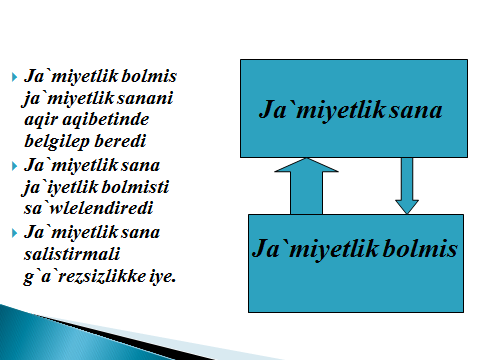 Ja`miyetlik bolmis
ja`miyetlik sanani
aqir aqibetinde
belgilep beredi
Ja`miyetlik sana
ja`iyetlik bolmisti
sa`wlelendiredi
Ja`miyetlik sana
salistirmali
g`a`rezsizlikke iye.
Ja`miyetlik sana
Ja`miyetlik bolmis